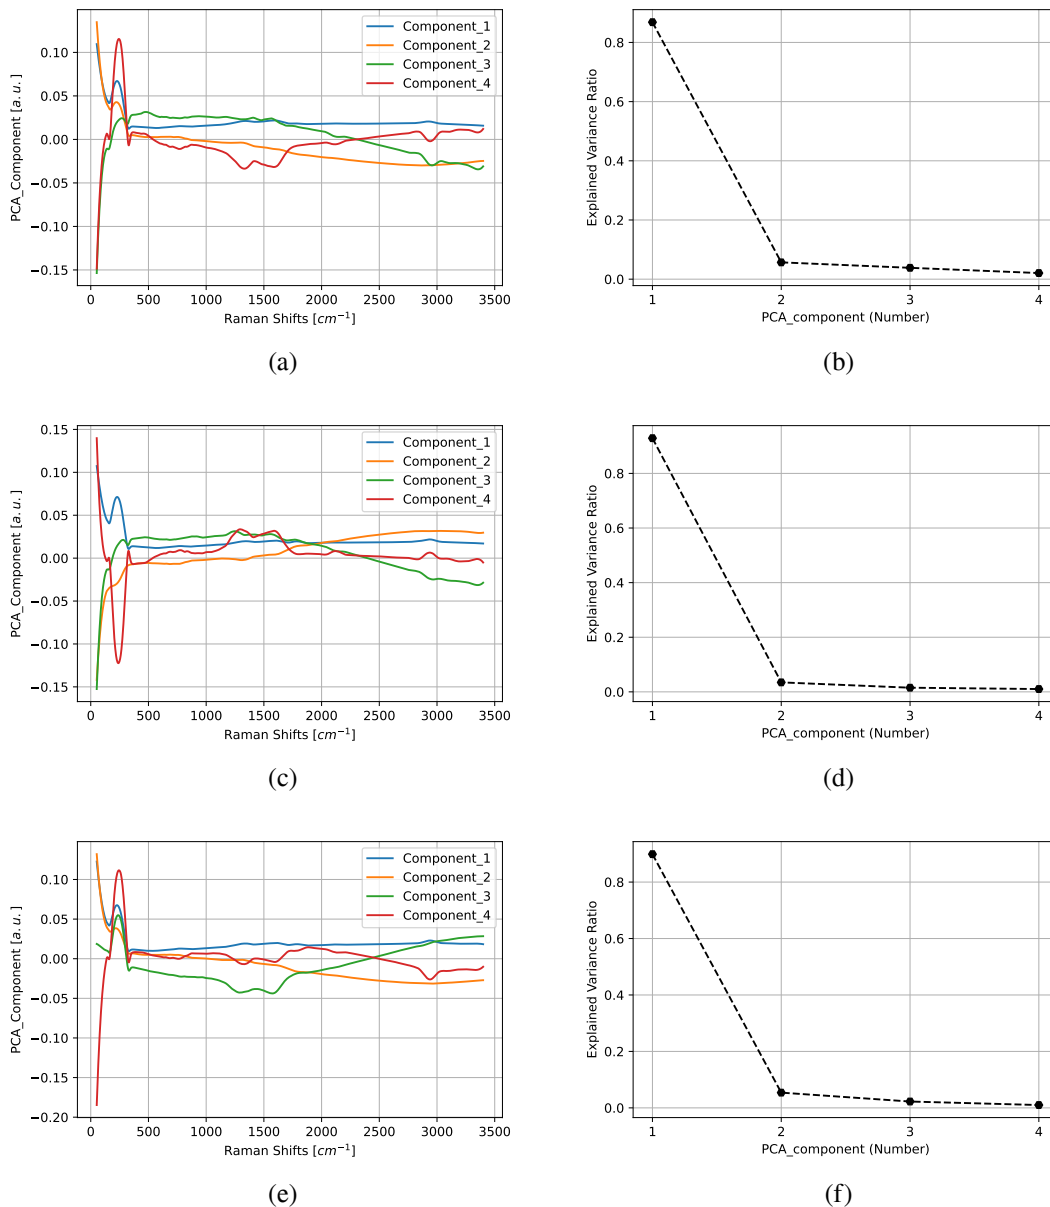 0.10
0.05
0.00
−0.05
−0.10
−0.15
PCA_Component [a. u.]
0 500 1000 1500 2000 2500 3000 3500
Raman Shifts [cm⁻¹]
Component_1
Component_2
Component_3
Component_4
(a)
0.8
0.6
0.4
0.2
0.0
Explained Variance Ratio
1 2 3 4
PCA_component (Number)
(b)
0.15
0.10
0.05
0.00
−0.05
−0.10
−0.15
PCA_Component [a. u.]
0 500 1000 1500 2000 2500 3000 3500
Raman Shifts [cm⁻¹]
Component_1
Component_2
Component_3
Component_4
(c)
0.8
0.6
0.4
0.2
0.0
Explained Variance Ratio
1 2 3 4
PCA_component (Number)
(d)
0.10
0.05
0.00
−0.05
−0.10
−0.15
−0.20
PCA_Component [a. u.]
0 500 1000 1500 2000 2500 3000 3500
Raman Shifts [cm⁻¹]
Component_1
Component_2
Component_3
Component_4
(e)
0.8
0.6
0.4
0.2
0.0
Explained Variance Ratio
1 2 3 4
PCA_component (Number)
(f)